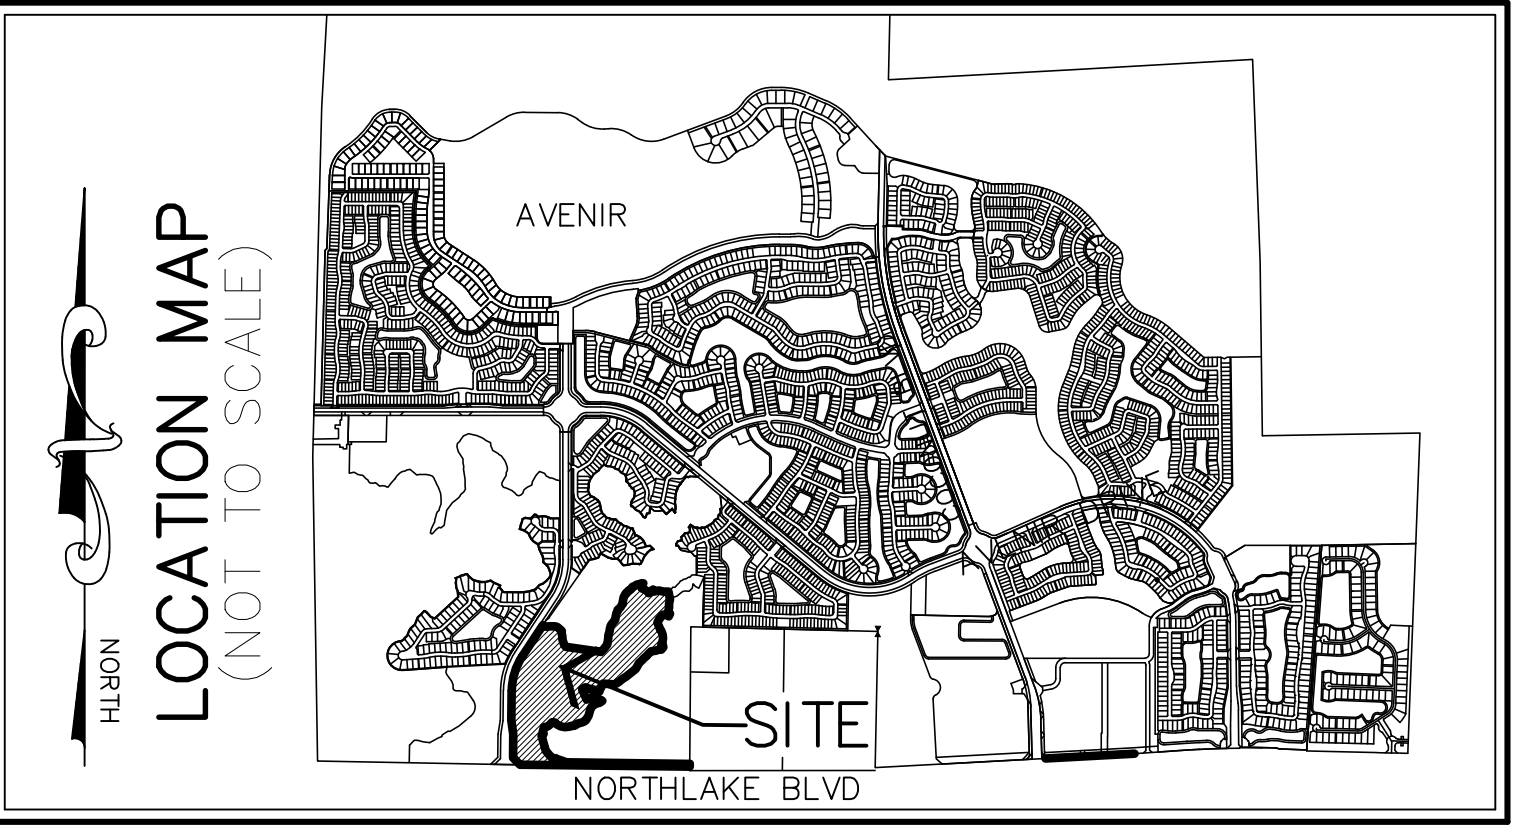 LOCATION MAP
(NOT TO SCALE)
NORTH
AVENIR
SITE
NORTHLAKE BLVD